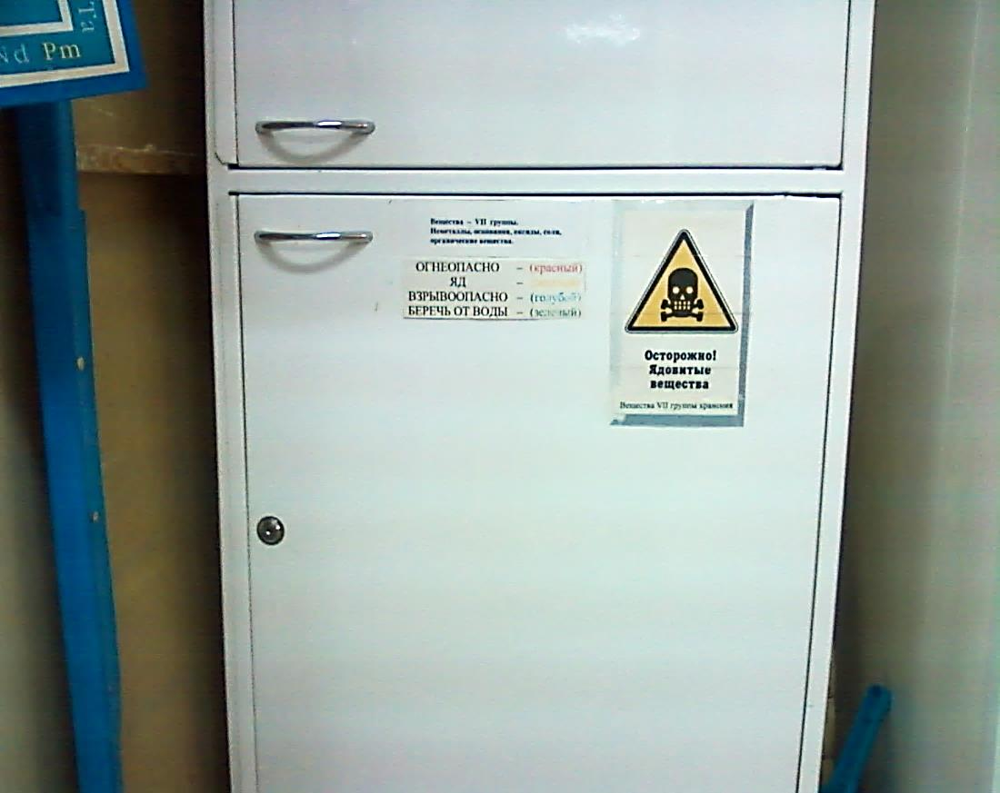 Nd Pm
Вещества – VII группы.
Неметаллы, основания, оксиды, соли,
органические вещества.
ОГНЕОПАСНО – (красный)
ЯД –
ВЗРЫВООПАСНО – (голубой)
БЕРЕЧЬ ОТ ВОДЫ – (зеленый)
Осторожно!
Ядовитые
вещества
Вещества VII группы хранения